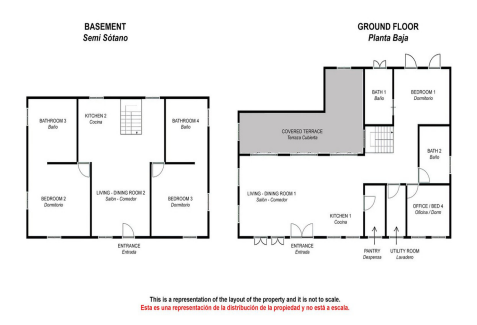 BASEMENT
Semi Sótano
GROUND FLOOR
Planta Baja
BATHROOM 3
Baño
KITCHEN 2
Cocina
BATHROOM 4
Baño
BEDROOM 2
Dormitorio
LIVING - DINING ROOM 2
Salón - Comedor
BEDROOM 3
Dormitorio
ENTRANCE
Entrada
BATH 1
Baño
BEDROOM 1
Dormitorio
COVERED TERRACE
Terraza Cubierta
BATH 2
Baño
LIVING - DINING ROOM 1
Salón - Comedor
KITCHEN 1
Cocina
OFFICE / BED 4
Oficina / Dorm
ENTRANCE
Entrada
PANTRY
Despensa
UTILITY ROOM
Lavadero
This is a representation of the layout of the property and it is not to scale.
Esta es una representación de la distribución de la propiedad y no está a escala.